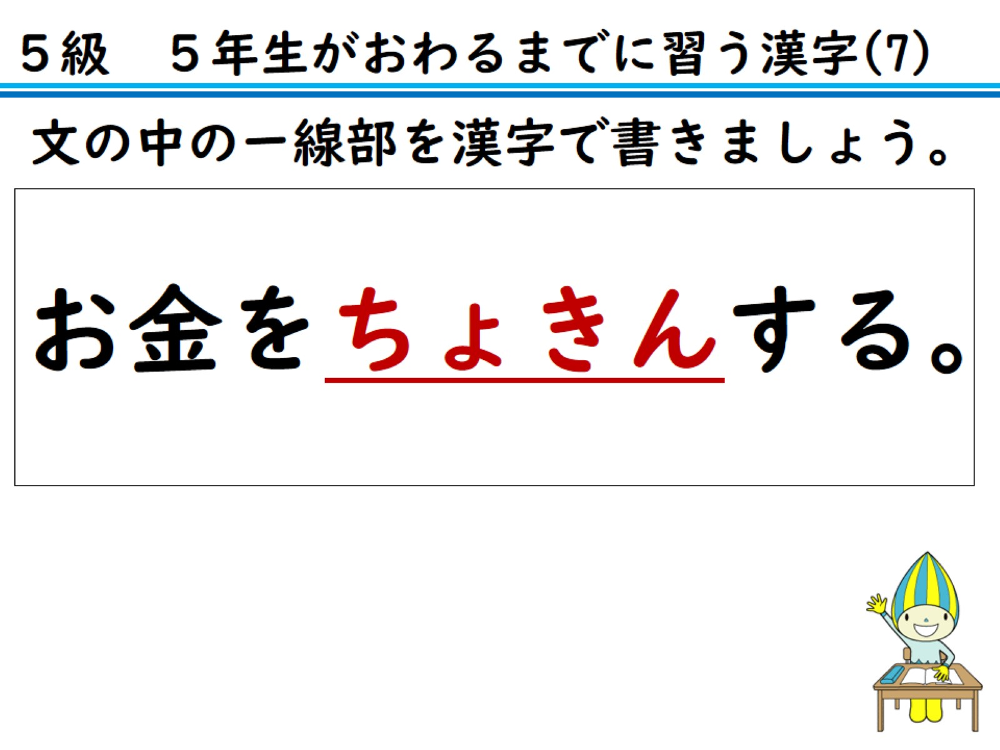 ５級　５年生がおわるまでに習う漢字(7)
文の中の一線部を漢字で書きましょう。
お金をちょきんする。